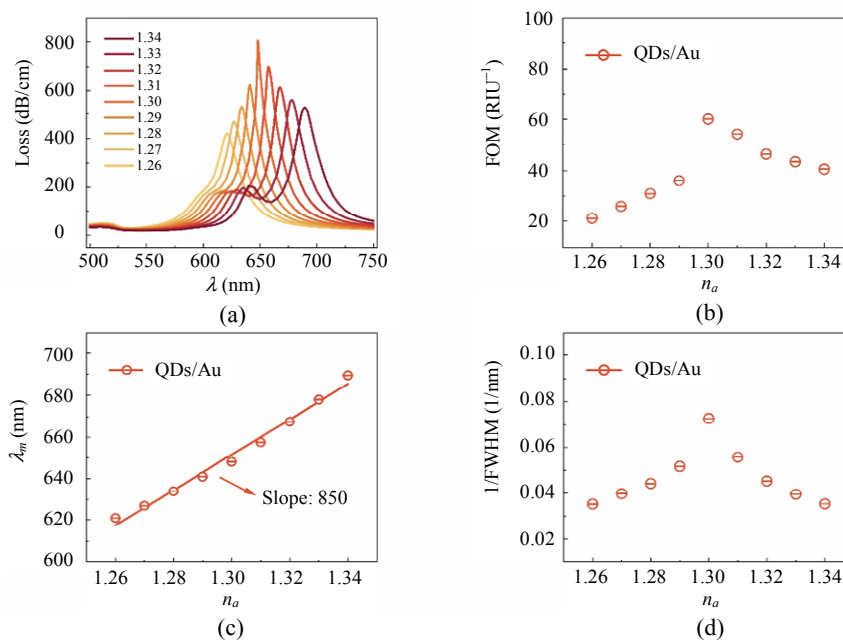 800
600
400
200
0
Loss (dB/cm)
1.34
1.33
1.32
1.31
1.30
1.29
1.28
1.27
1.26
500 550 600 650 700 750
λ (nm)
(a)
100
80
60
40
20
FOM (RIU⁻¹)
QDs/Au
1.26 1.28 1.30 1.32 1.34
nₐ
(b)
700
680
660
640
620
600
λₘ (nm)
QDs/Au
Slope: 850
1.26 1.28 1.30 1.32 1.34
nₐ
(c)
0.10
0.08
0.06
0.04
0.02
1/FWHM (1/nm)
QDs/Au
1.26 1.28 1.30 1.32 1.34
nₐ
(d)